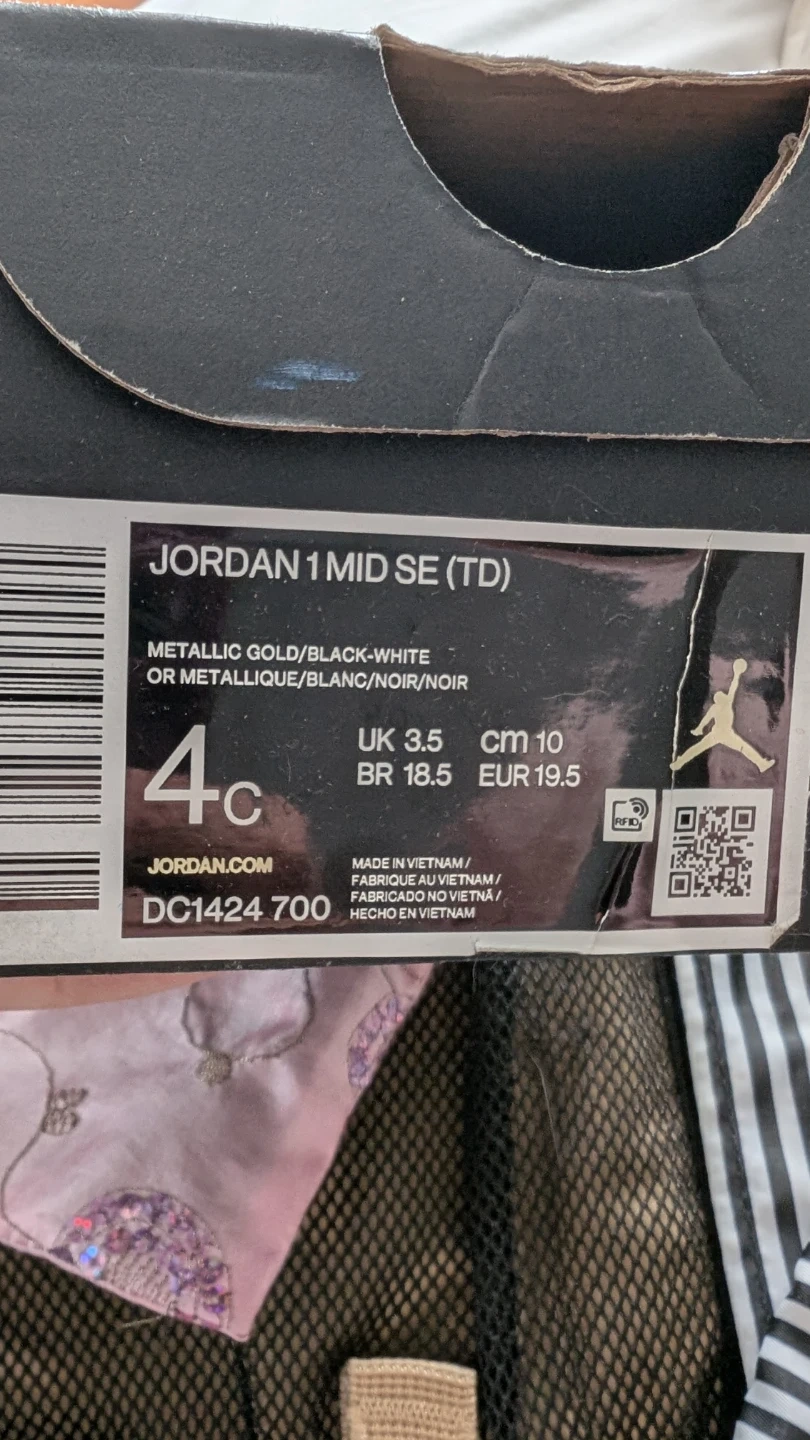 JORDAN 1 MID SE (TD)
METALLIC GOLD/BLACK-WHITE
OR METALLIQUE/BLANC/NOIR/NOIR
4C
UK 3.5 cm 10
BR 18.5 EUR 19.5
RFID
JORDAN.COM
DC1424 700
MADE IN VIETNAM /
FABRIQUE AU VIETNAM /
FABRICADO NO VIETNÃ /
HECHO EN VIETNAM